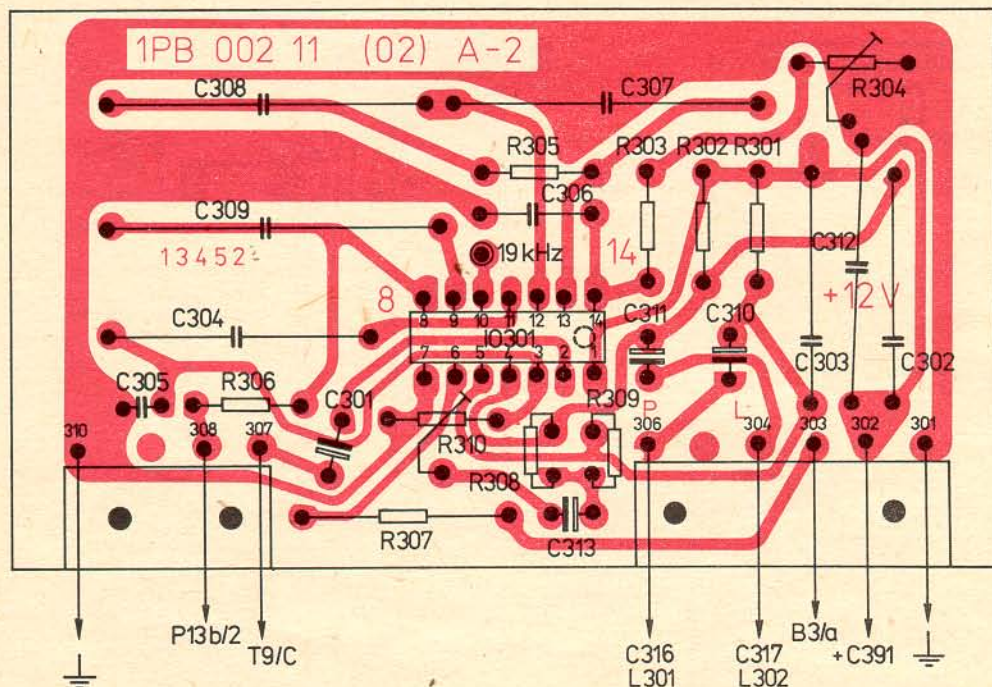 1PB 002 11 (02) A-2
C308
C307
R304
R305
R303 R302 R301
C306
C309
13452
19kHz
14
C312
8
+12V
C311 C310
8 9 10 11 12 13 14
IO301
7 6 5 4 3 2 1
C304
C303 C302
C305 R306 C301
R309
P L
R310
310 308 307
306 304 303 302 301
R308
R307
C313
P13b/2
T9/C
C316
L301
C317
L302
B3/a
+C391